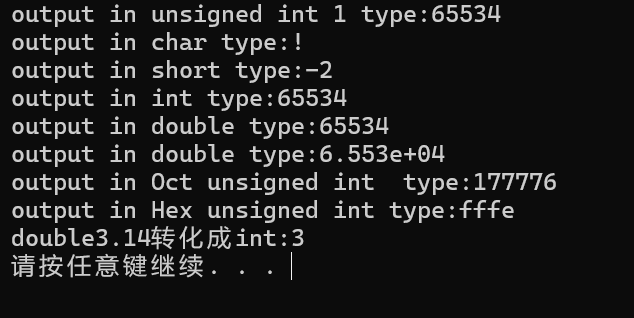 output in unsigned int 1 type:65534
output in char type:!
output in short type:-2
output in int type:65534
output in double type:65534
output in double type:6.553e+04
output in Oct unsigned int  type:177776
output in Hex unsigned int type:fffe
double3.14转化成int:3
请按任意键继续. . .